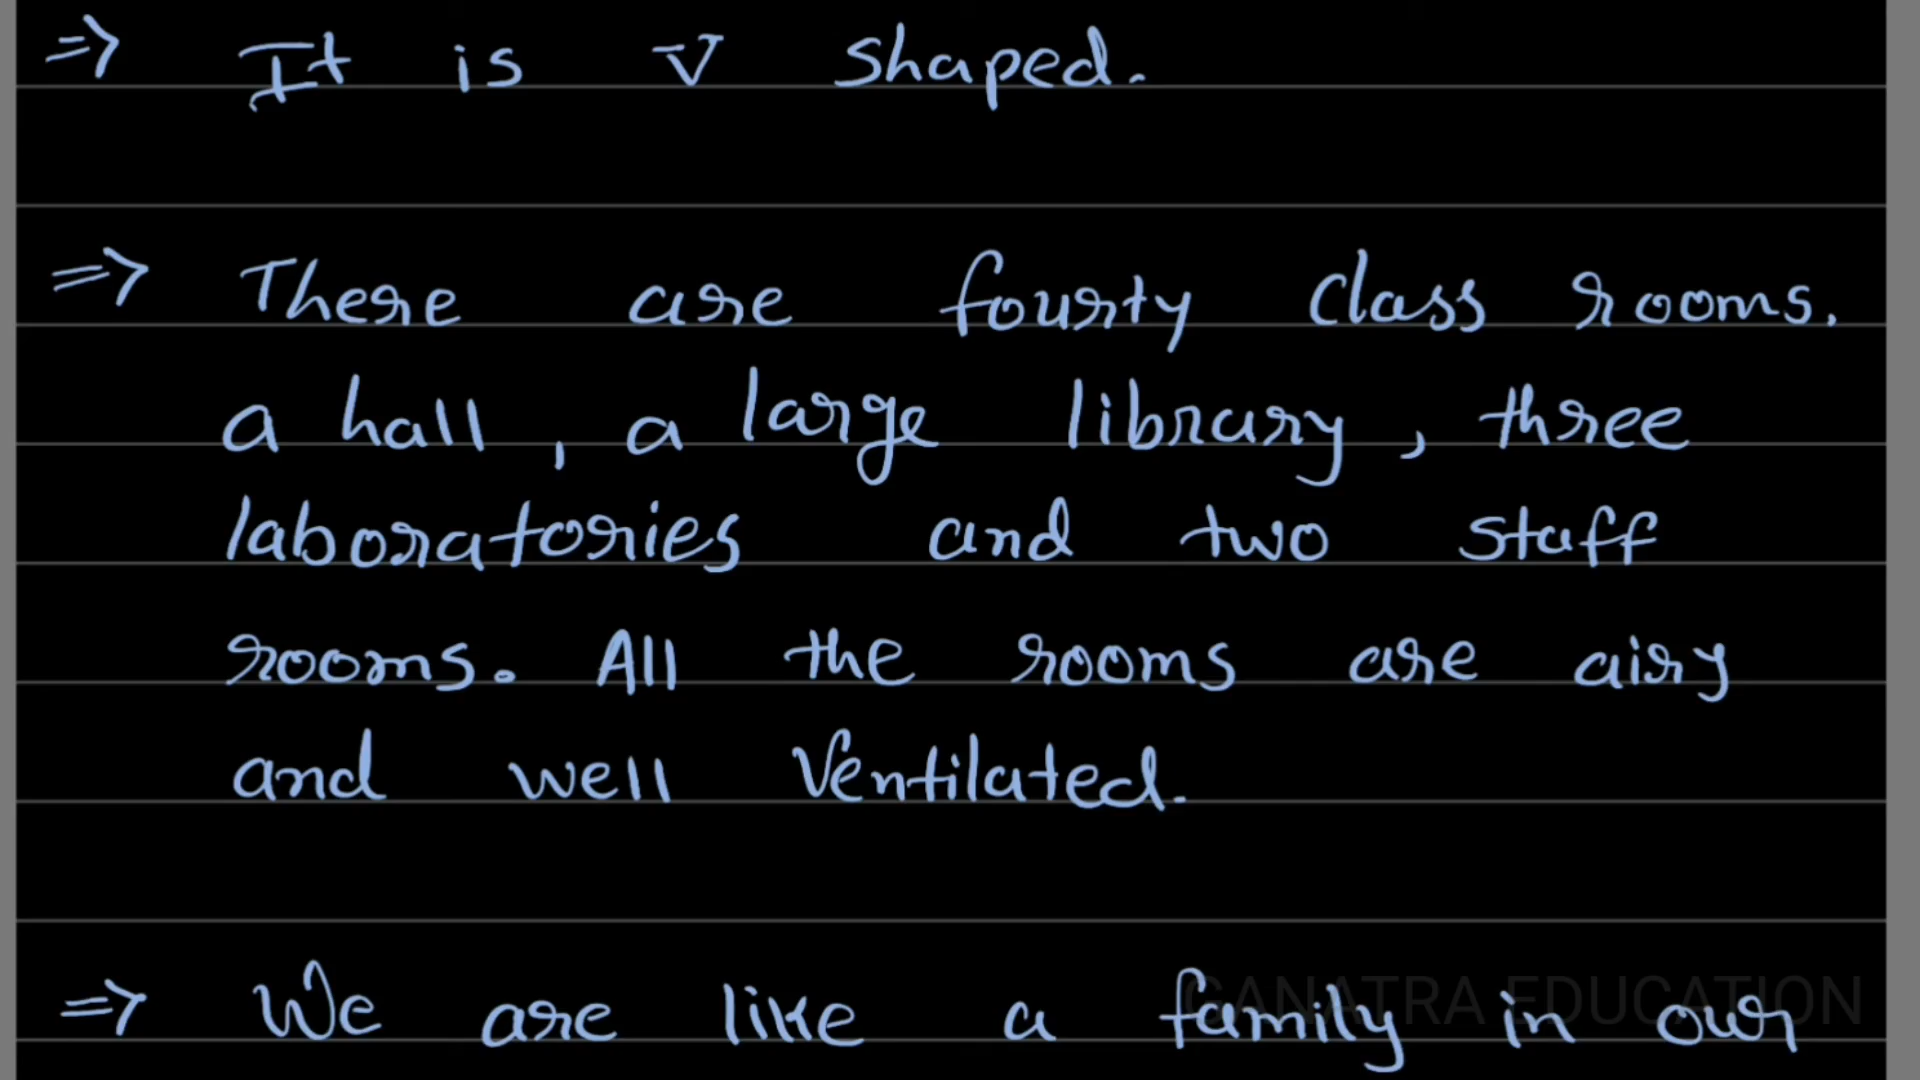 ⇒ It is V shaped.
⇒ There are fourty class rooms.
a hall, a large library, three
laboratories and two staff
rooms. All the rooms are airy
and well Ventilated.
⇒ We are like a family in our
GANATRA EDUCATION